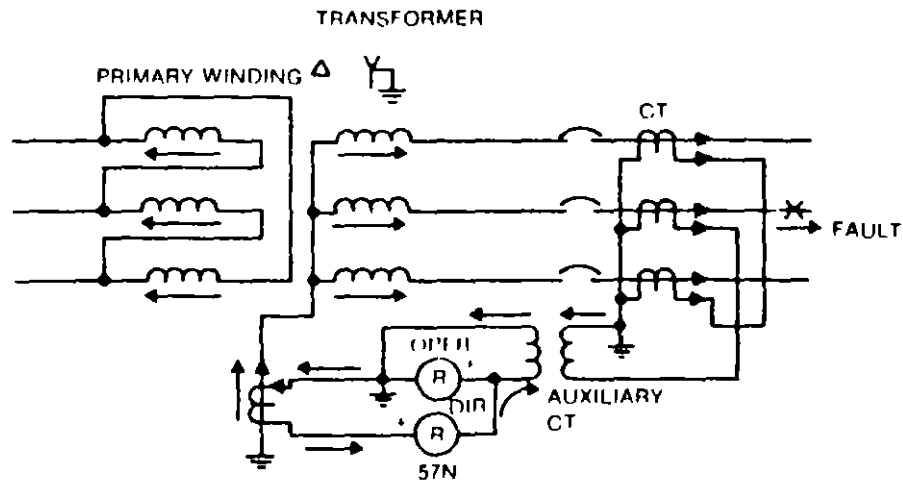 TRANSFORMER
PRIMARY WINDING Δ
CT
FAULT
OPER
R +
DIR
AUXILIARY
CT
+ R
57N